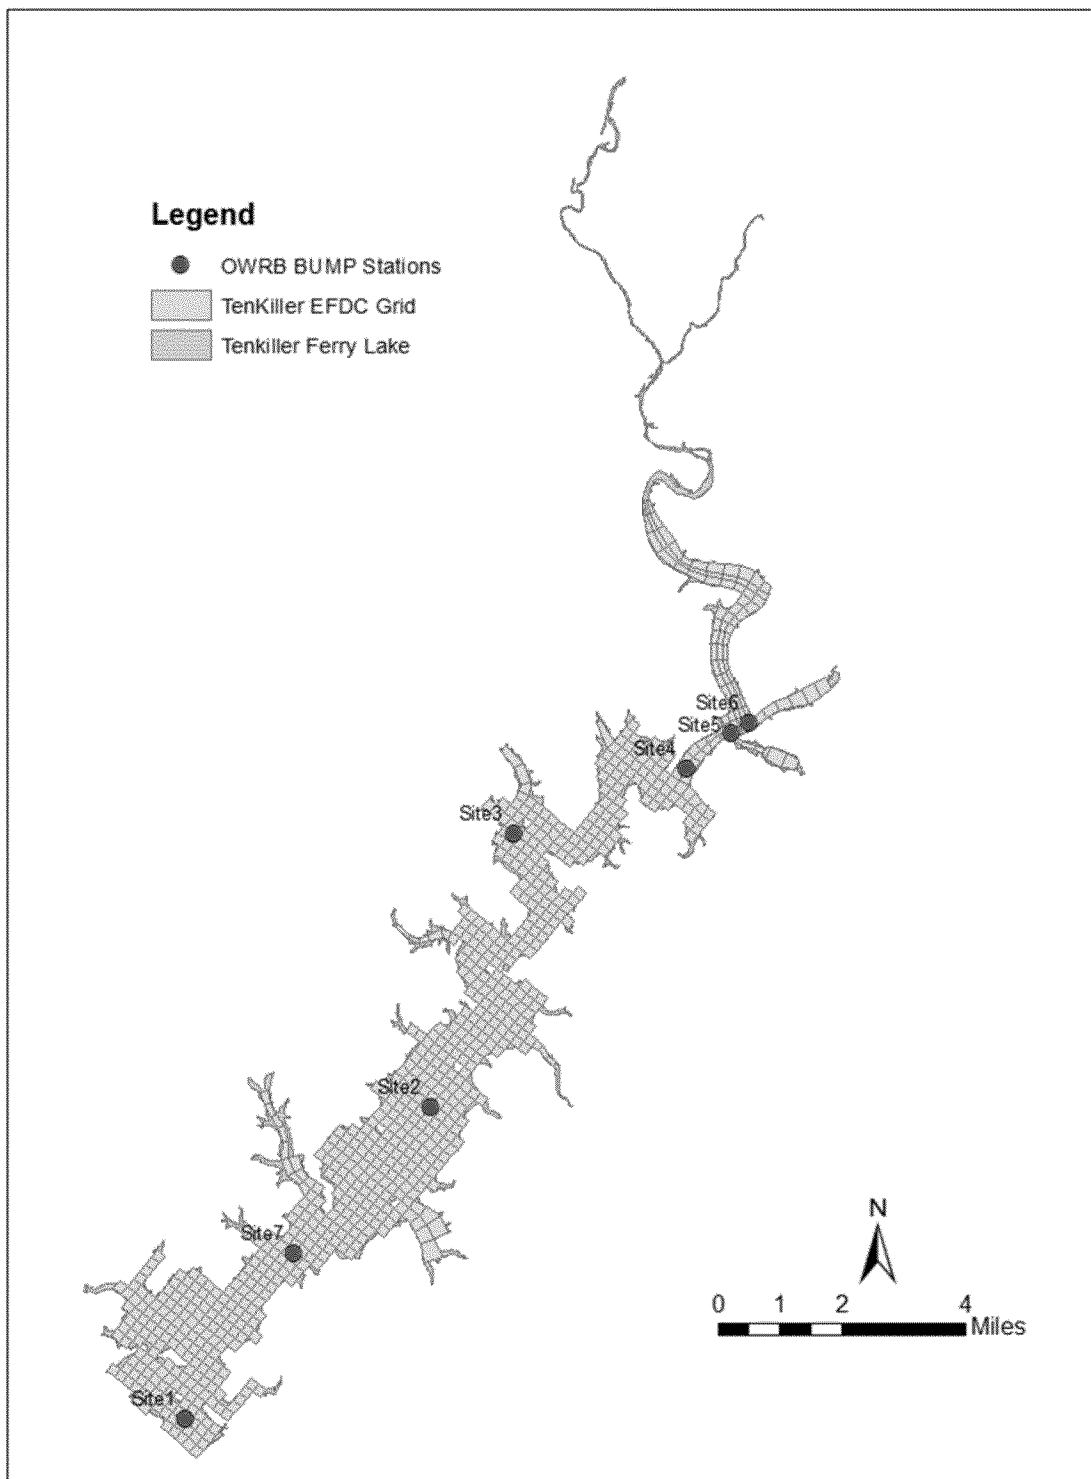 Legend
OWRB BUMP Stations
TenKiller EFDC Grid
Tenkiller Ferry Lake
Site6
Site5
Site4
Site3
Site2
Site7
Site1
N
0 1 2 4
Miles